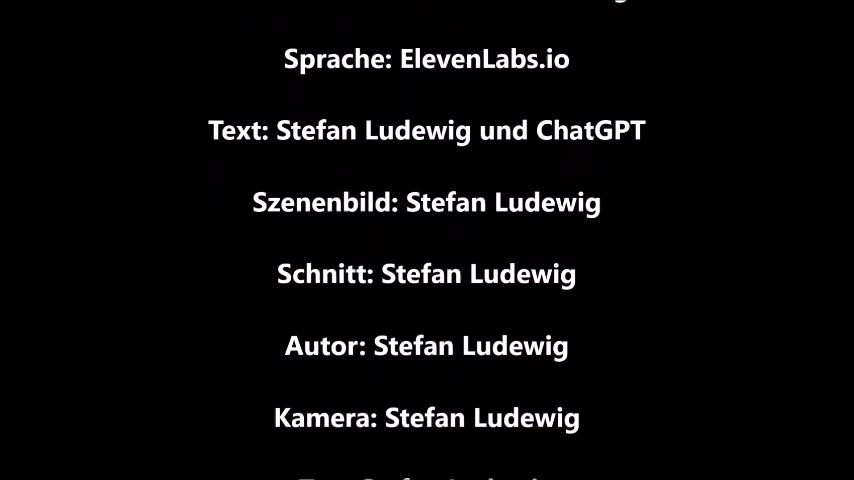 Sprache: ElevenLabs.io
Text: Stefan Ludewig und ChatGPT
Szenenbild: Stefan Ludewig
Schnitt: Stefan Ludewig
Autor: Stefan Ludewig
Kamera: Stefan Ludewig